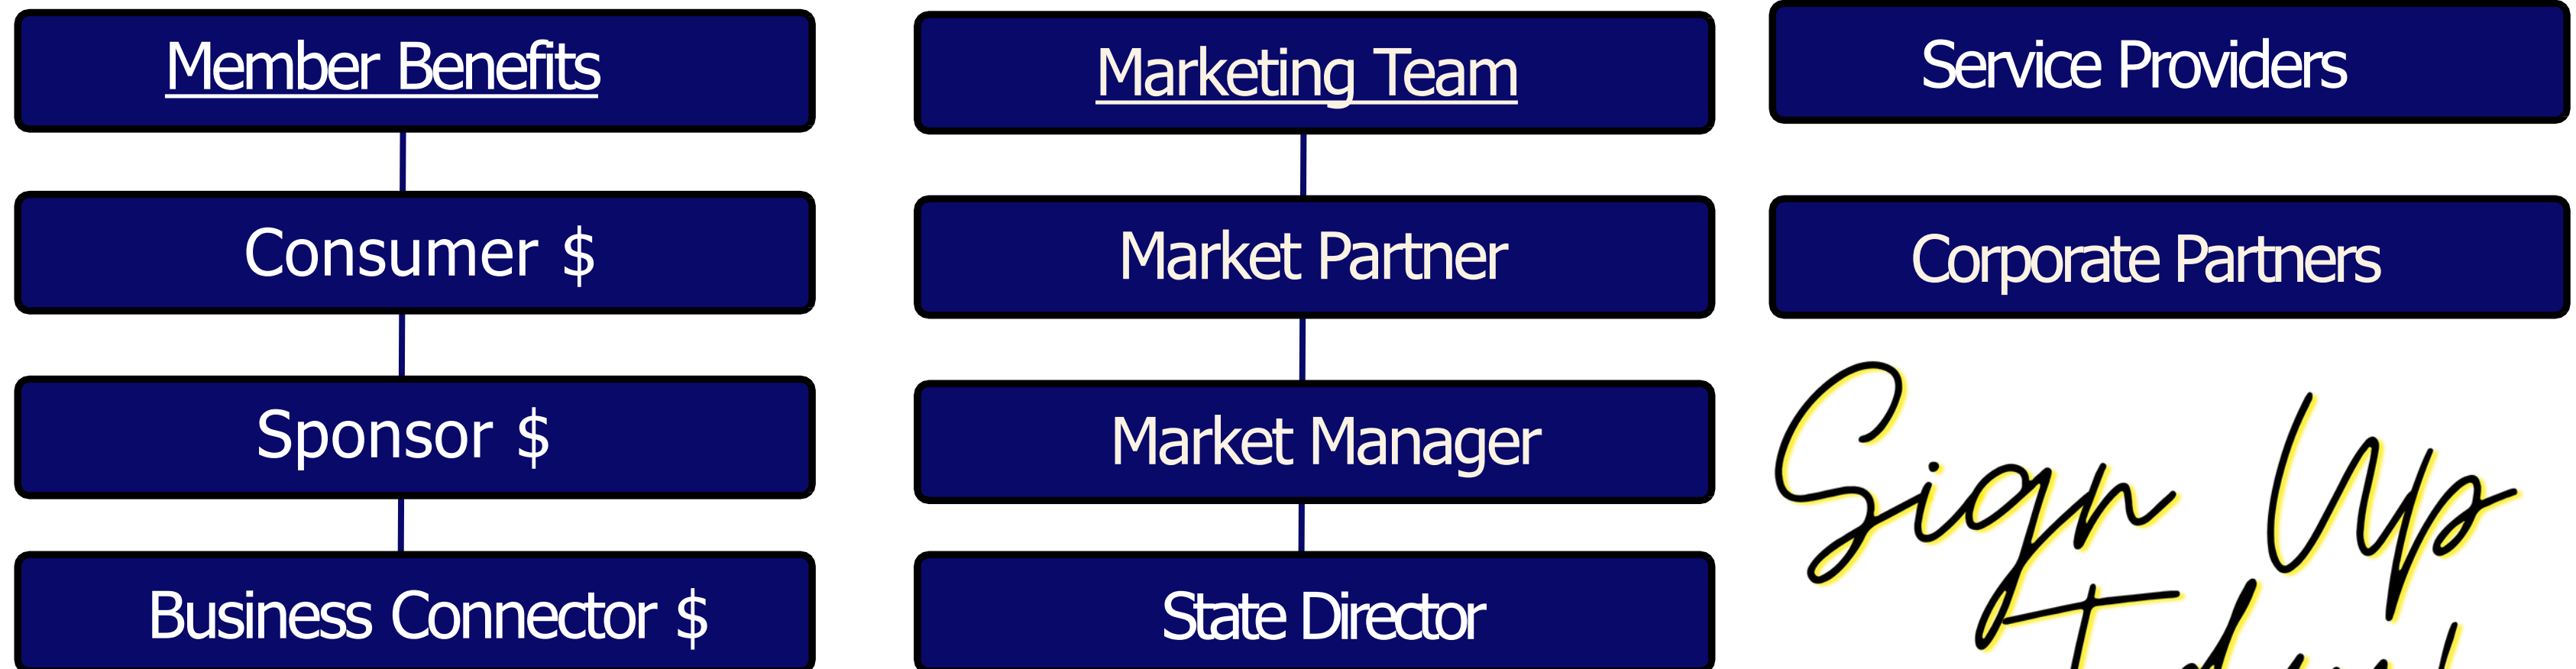 Member Benefits
Consumer $
Sponsor $
Business Connector $
Marketing Team
Market Partner
Market Manager
State Director
Service Providers
Corporate Partners
Sign Up